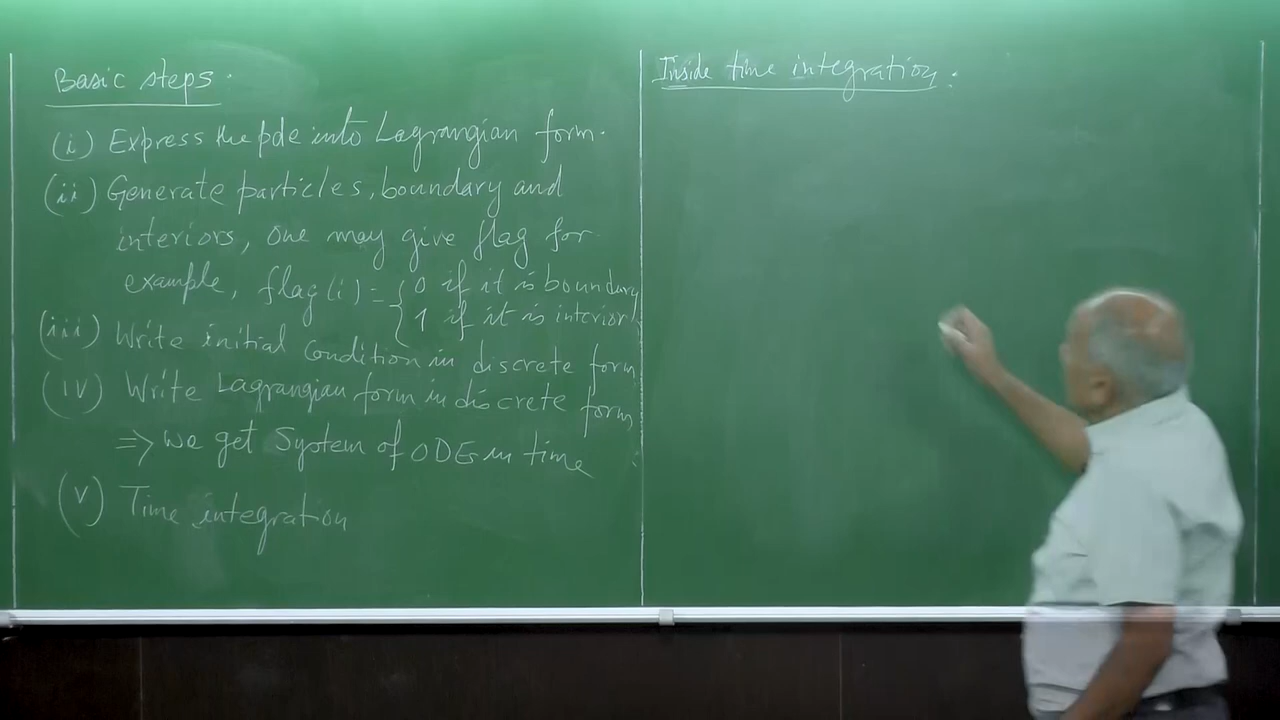 Basic steps.
(i) Express the pde into Lagrangian form.
(ii) Generate particles, boundary and
interiors, one may give flag for
example, flag(i) = { 0 if it is boundary
1 if it is interior
(iii) Write initial condition in discrete form
(iv) Write Lagrangian form in discrete form
=> we get System of ODEs in time
(v) Time integration
Inside time integration.